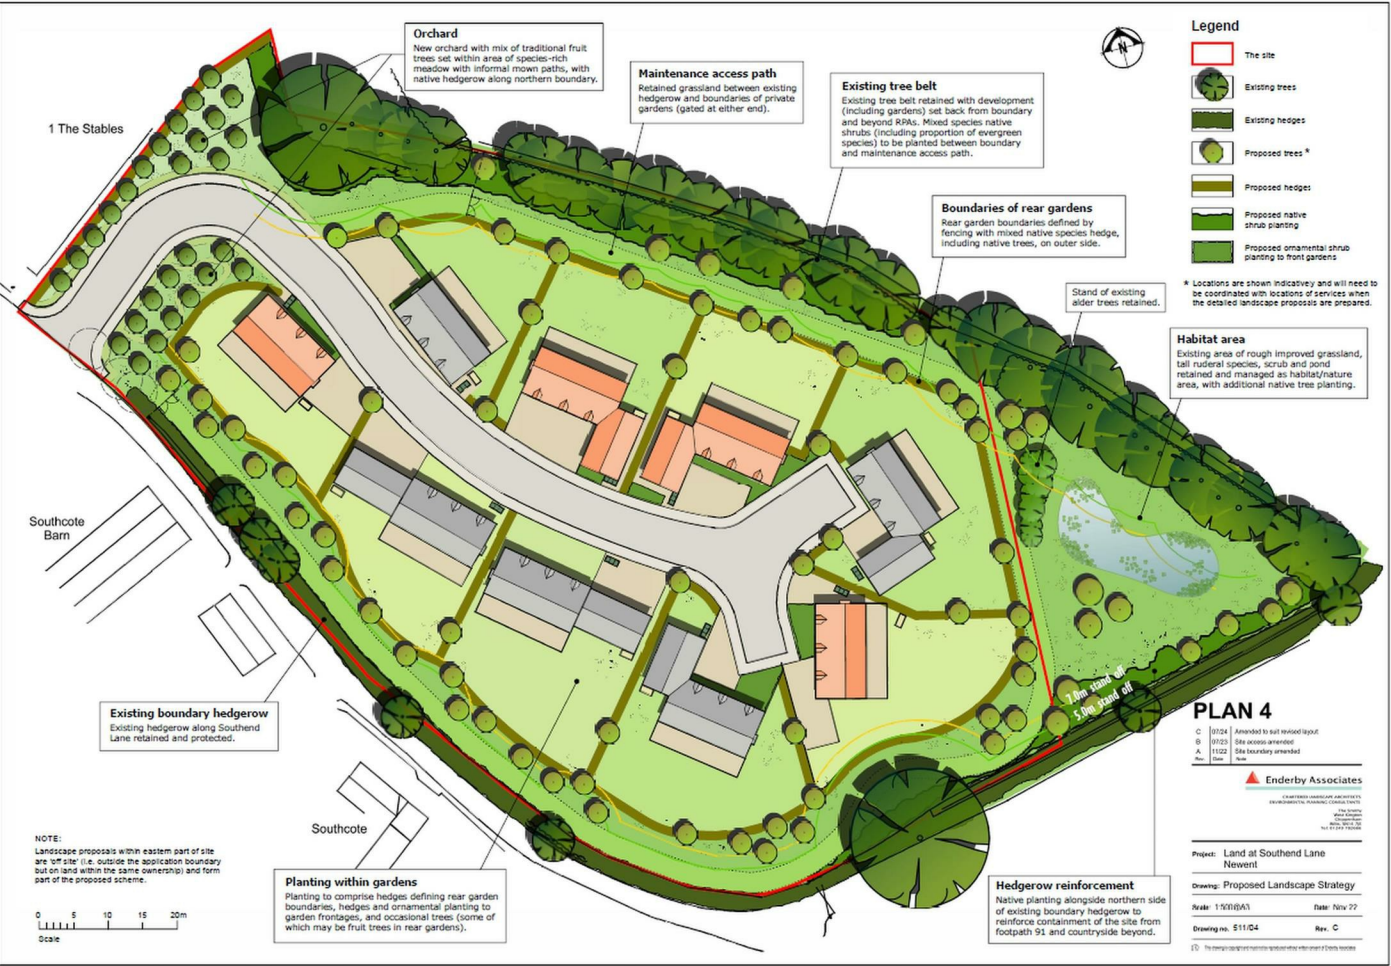 Orchard
New orchard with mix of traditional fruit
trees set within area of species-rich
meadow with informal mown paths, with
native hedgerow along northern boundary.
Maintenance access path
Retained grassland between existing
hedgerow and boundaries of private
gardens (gated at either end).
Existing tree belt
Existing tree belt retained with development
(including gardens) set back from boundary
and beyond RPAs. Mixed species native
shrubs (including proportion of evergreen
species) to be planted between boundary
and maintenance access path.
N
Legend
The site
Existing trees
Existing hedges
Proposed trees *
Proposed hedges
Proposed native
shrub planting
Proposed ornamental shrub
planting to front gardens
* Locations are shown indicatively and will need to
be coordinated with locations of services when
the detailed landscape proposals are prepared.
1 The Stables
Boundaries of rear gardens
Rear garden boundaries defined by
fencing with mixed native species hedge,
including native trees, on outer side.
Stand of existing
alder trees retained.
Habitat area
Existing area of rough improved grassland,
tall ruderal species, scrub and pond
retained and managed as habitat/nature
area, with additional native tree planting.
Southcote
Barn
7.0m stand off
5.0m stand off
Existing boundary hedgerow
Existing hedgerow along Southend
Lane retained and protected.
Southcote
Planting within gardens
Planting to comprise hedges defining rear garden
boundaries, hedges and ornamental planting to
garden frontages, and occasional trees (some of
which may be fruit trees in rear gardens).
Hedgerow reinforcement
Native planting alongside northern side
of existing boundary hedgerow to
reinforce containment of the site from
footpath 91 and countryside beyond.
NOTE:
Landscape proposals within eastern part of site
are 'off site' (i.e. outside the application boundary
but on land within the same ownership) and form
part of the proposed scheme.
0 5 10 15 20m
Scale
PLAN 4
C 07/24 Amended to suit revised layout
B 07/23 Site access amended
A 11/22 Site boundary amended
Rev. Date Note
Enderby Associates
CHARTERED LANDSCAPE ARCHITECTS
ENVIRONMENTAL PLANNING CONSULTANTS
Project: Land at Southend Lane
Newent
Drawing: Proposed Landscape Strategy
Scale: 1:500@A3 Date: Nov 22
Drawing no. 511/04 Rev. C